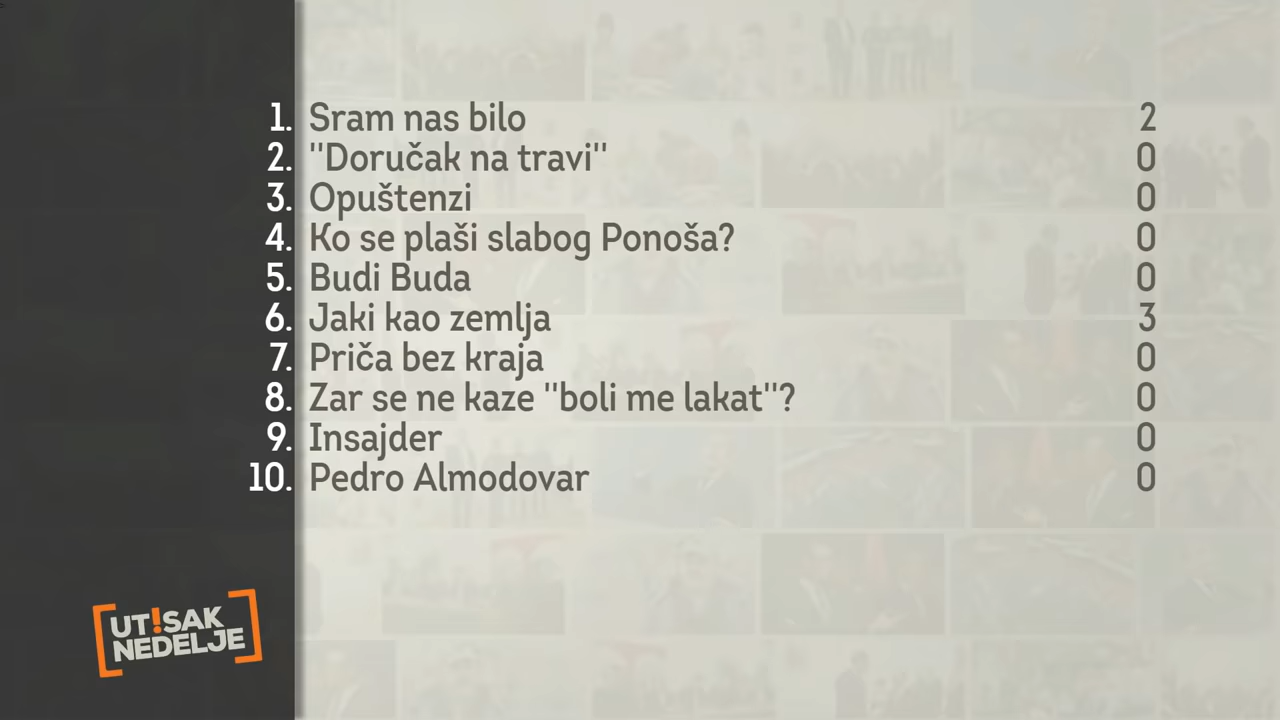 1. Sram nas bilo 2
2. "Doručak na travi" 0
3. Opuštenzi 0
4. Ko se plaši slabog Ponoša? 0
5. Budi Buda 0
6. Jaki kao zemlja 3
7. Priča bez kraja 0
8. Zar se ne kaze "boli me lakat"? 0
9. Insajder 0
10. Pedro Almodovar 0
UT!SAK
NEDELJE